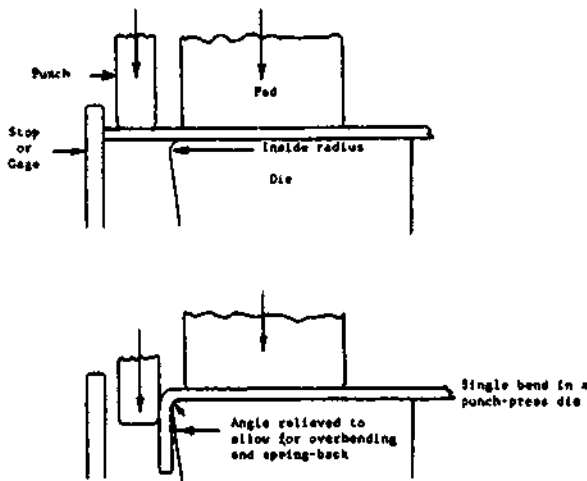 Punch
Pad
Stop
or
Gage
Inside radius
Die
Single bend in a
punch-press die
Angle relieved to
allow for overbending
and spring-back